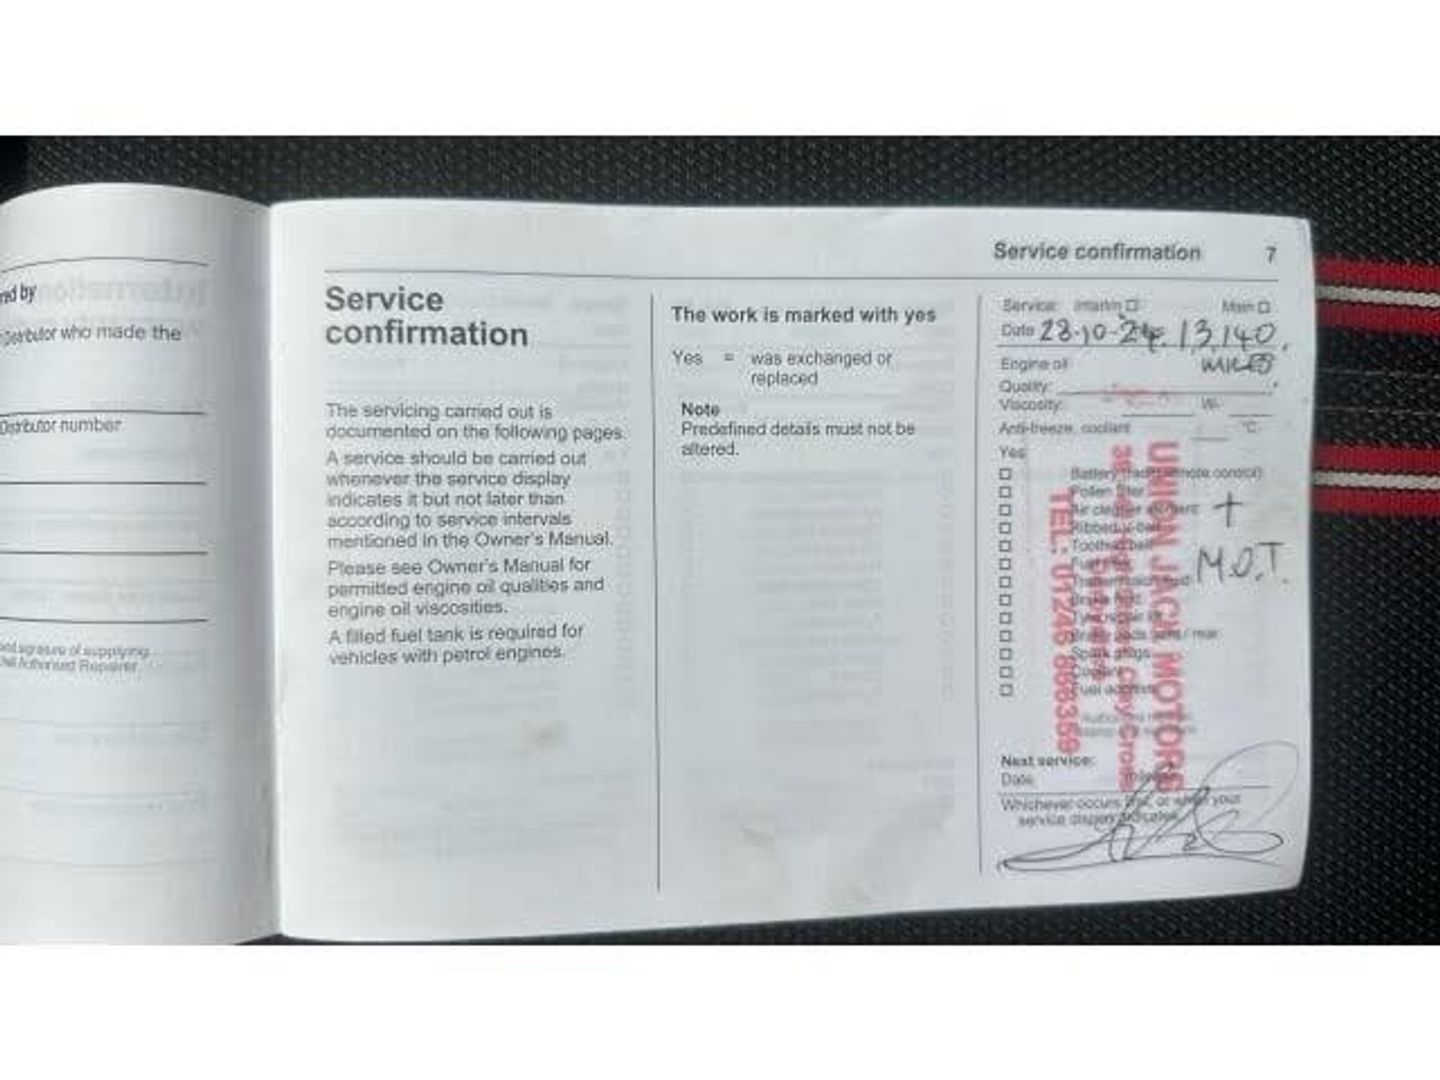 Distributor who made the
Distributor number
Service confirmation 7
Service
confirmation
The servicing carried out is
documented on the following pages.
A service should be carried out
whenever the service display
indicates it but not later than
according to service intervals
mentioned in the Owner's Manual.
Please see Owner's Manual for
permitted engine oil qualities and
engine oil viscosities.
A filled fuel tank is required for
vehicles with petrol engines.
The work is marked with yes
Yes = was exchanged or
replaced
Note
Predefined details must not be
altered.
Service: Interim Main
Date 23-10-24. 13,140.
Engine oil MILES
Quality:
Viscosity: W-
Anti-freeze, coolant °C
Yes
Battery
Pollen filter
Air cleaner element +
Ribbed v-belt
Toothed belt
M.O.T.
Spark plugs
Fuel additive
MOTORS
TEL: 01246 888359
Next service:
Date
Whichever occurs first, or when your
service display indicates.